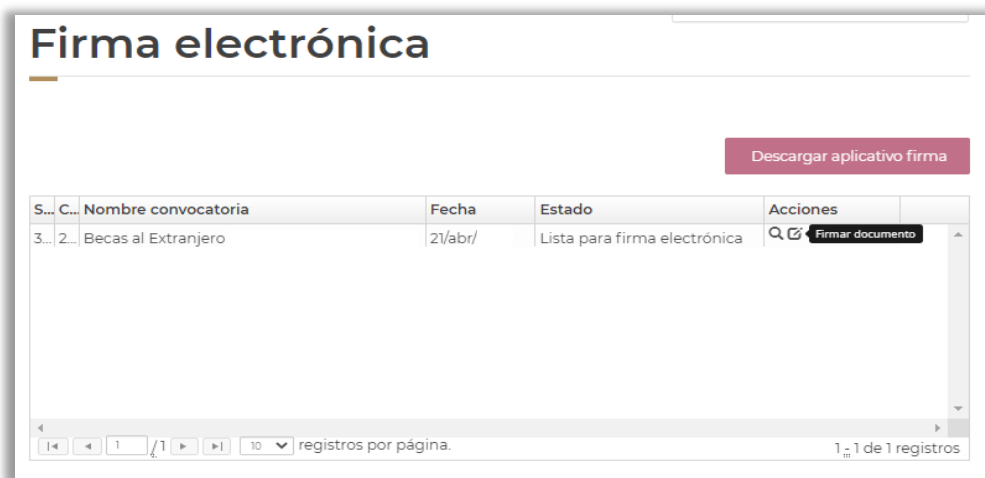 Firma electrónica
Descargar aplicativo firma
S... C... Nombre convocatoria Fecha Estado Acciones
3... 2... Becas al Extranjero 21/abr/ Lista para firma electrónica Firmar documento
1 /1 10 registros por página. 1 - 1 de 1 registros